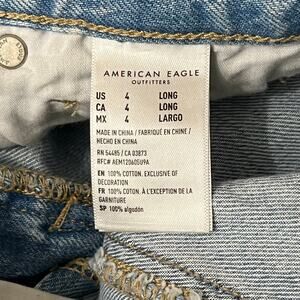 AMERICAN EAGLE
OUTFITTERS
US 4 LONG
CA 4 LONG
MX 4 LARGO
MADE IN CHINA / FABRIQUÉ EN CHINE /
HECHO EN CHINA
RN 54485 / CA 03873
RFC# AEM120605U9A
EN 100% COTTON, EXCLUSIVE OF
DECORATION
FR 100% COTON, À L'EXCEPTION DE LA
GARNITURE
SP 100% algodón